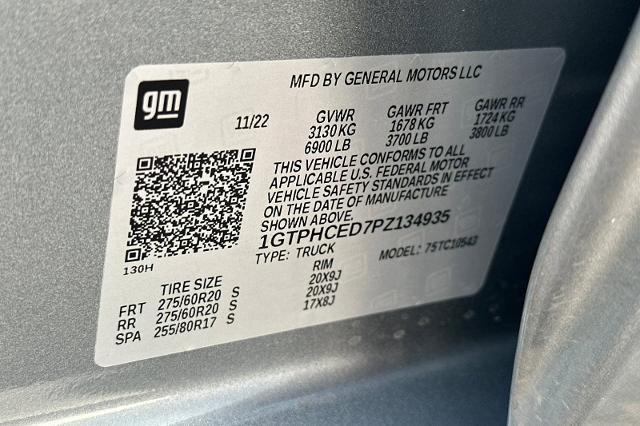 MFD BY GENERAL MOTORS LLC
gm
11/22 GVWR GAWR FRT GAWR RR
3130 KG 1678 KG 1724 KG
6900 LB 3700 LB 3800 LB
THIS VEHICLE CONFORMS TO ALL
APPLICABLE U.S. FEDERAL MOTOR
VEHICLE SAFETY STANDARDS IN EFFECT
ON THE DATE OF MANUFACTURE
SHOWN ABOVE.
1GTPHCED7PZ134935
130H TYPE: TRUCK MODEL: 75TC10543
TIRE SIZE RIM
FRT 275/60R20 S 20X9J
RR 275/60R20 S 20X9J
SPA 255/80R17 S 17X8J